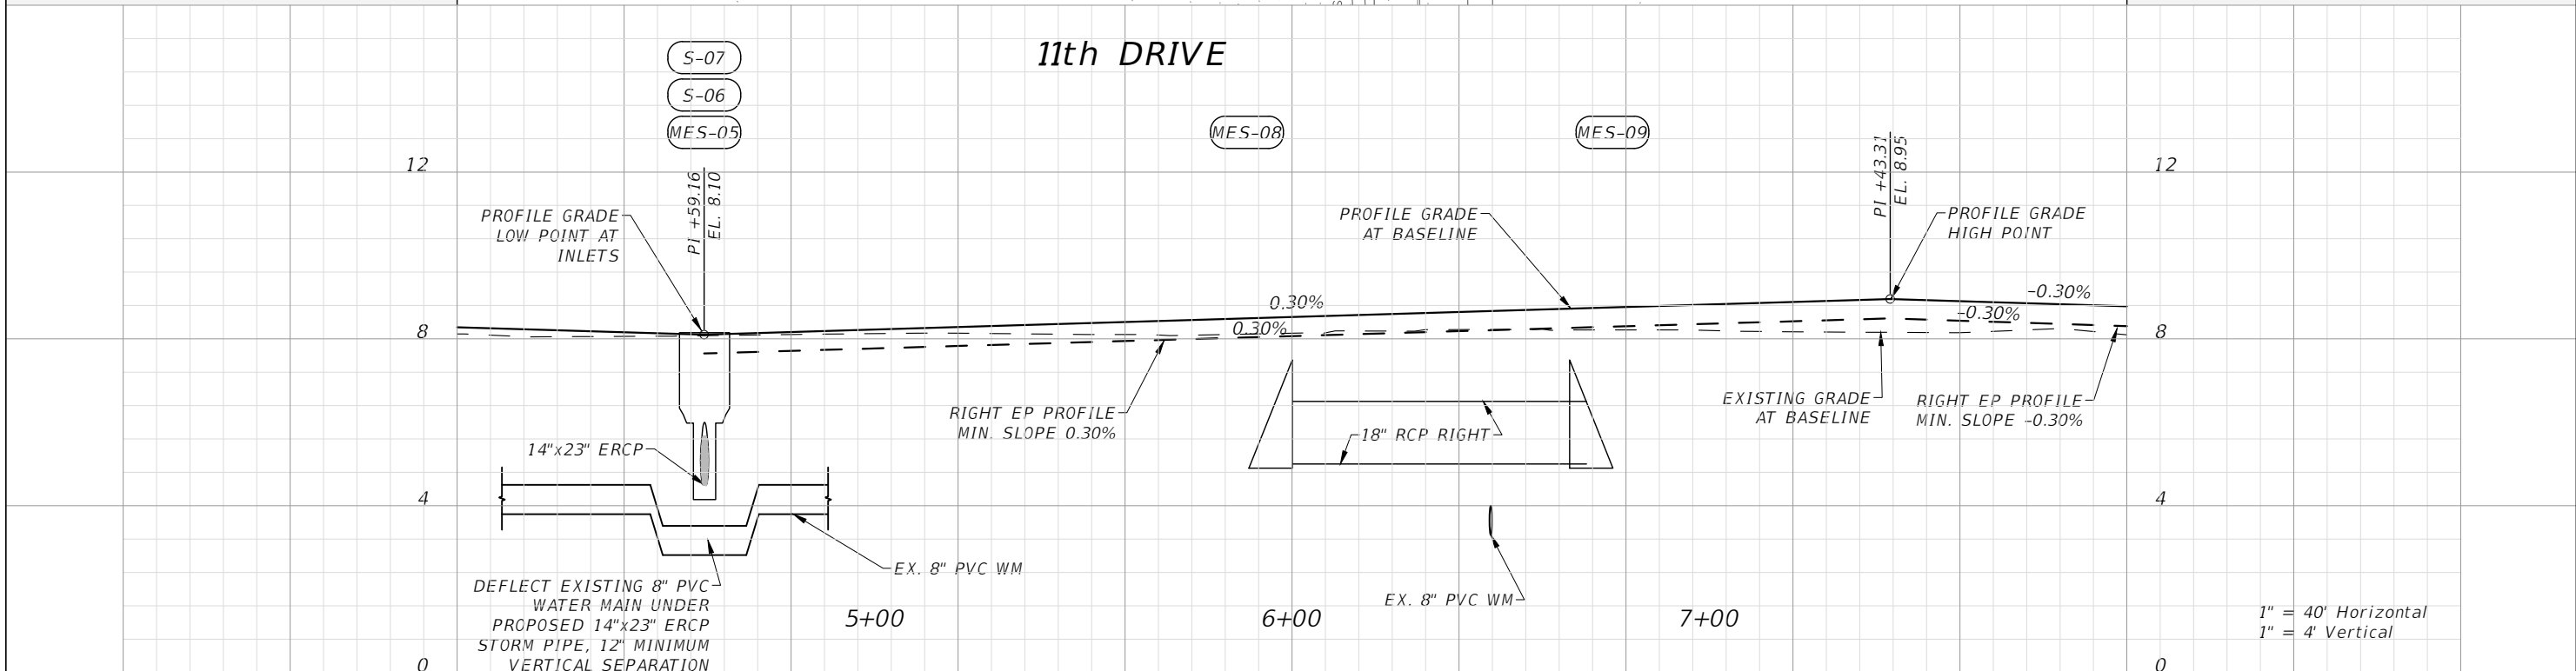 11th DRIVE
S-07
S-06
MES-05
MES-08
MES-09
12
12
PI +59.16
EL. 8.10
PI +43.31
EL. 8.95
PROFILE GRADE
LOW POINT AT
INLETS
PROFILE GRADE
AT BASELINE
PROFILE GRADE
HIGH POINT
0.30%
-0.30%
0.30%
-0.30%
8
8
RIGHT EP PROFILE
MIN. SLOPE 0.30%
EXISTING GRADE
AT BASELINE
RIGHT EP PROFILE
MIN. SLOPE -0.30%
14"x23" ERCP
18" RCP RIGHT
4
4
EX. 8" PVC WM
DEFLECT EXISTING 8" PVC
WATER MAIN UNDER
PROPOSED 14"x23" ERCP
STORM PIPE, 12" MINIMUM
VERTICAL SEPARATION
EX. 8" PVC WM
5+00
6+00
7+00
1" = 40' Horizontal
1" = 4' Vertical
0
0